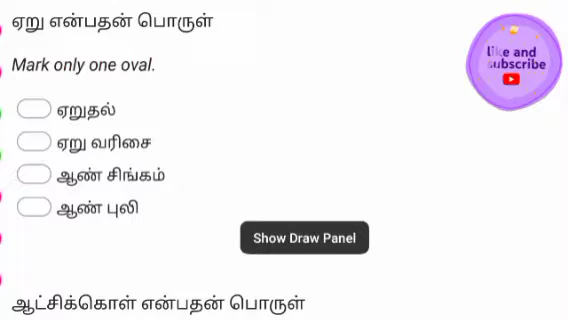 ஏறு என்பதன் பொருள்
Mark only one oval.
ஏறுதல்
ஏறு வரிசை
ஆண் சிங்கம்
ஆண் புலி
Show Draw Panel
ஆட்சிக்கொள் என்பதன் பொருள்
like and
subscribe